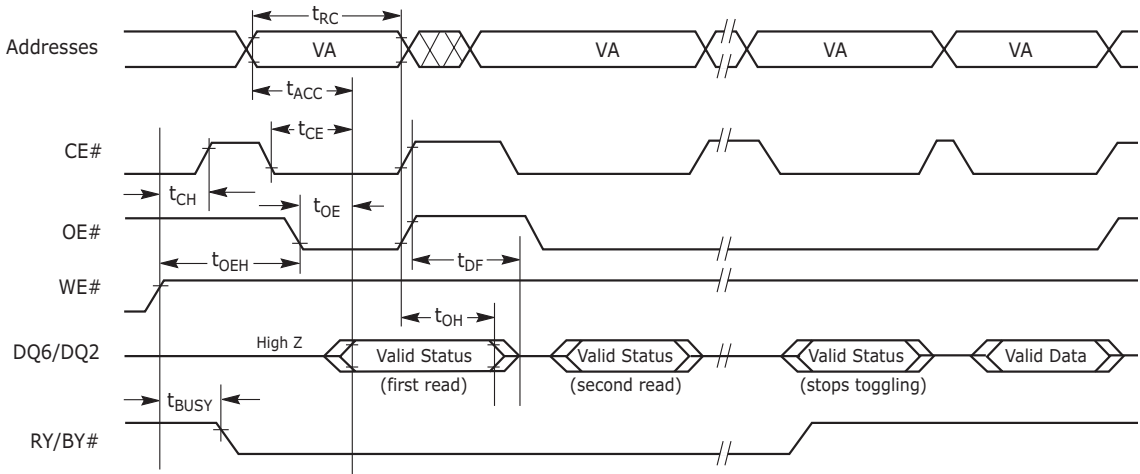 tRC
Addresses VA VA VA VA
tACC
tCE
CE#
tCH
tOE
OE#
tOEH
tDF
WE#
tOH
DQ6/DQ2 High Z Valid Status Valid Status Valid Status Valid Data
(first read) (second read) (stops toggling)
tBUSY
RY/BY#